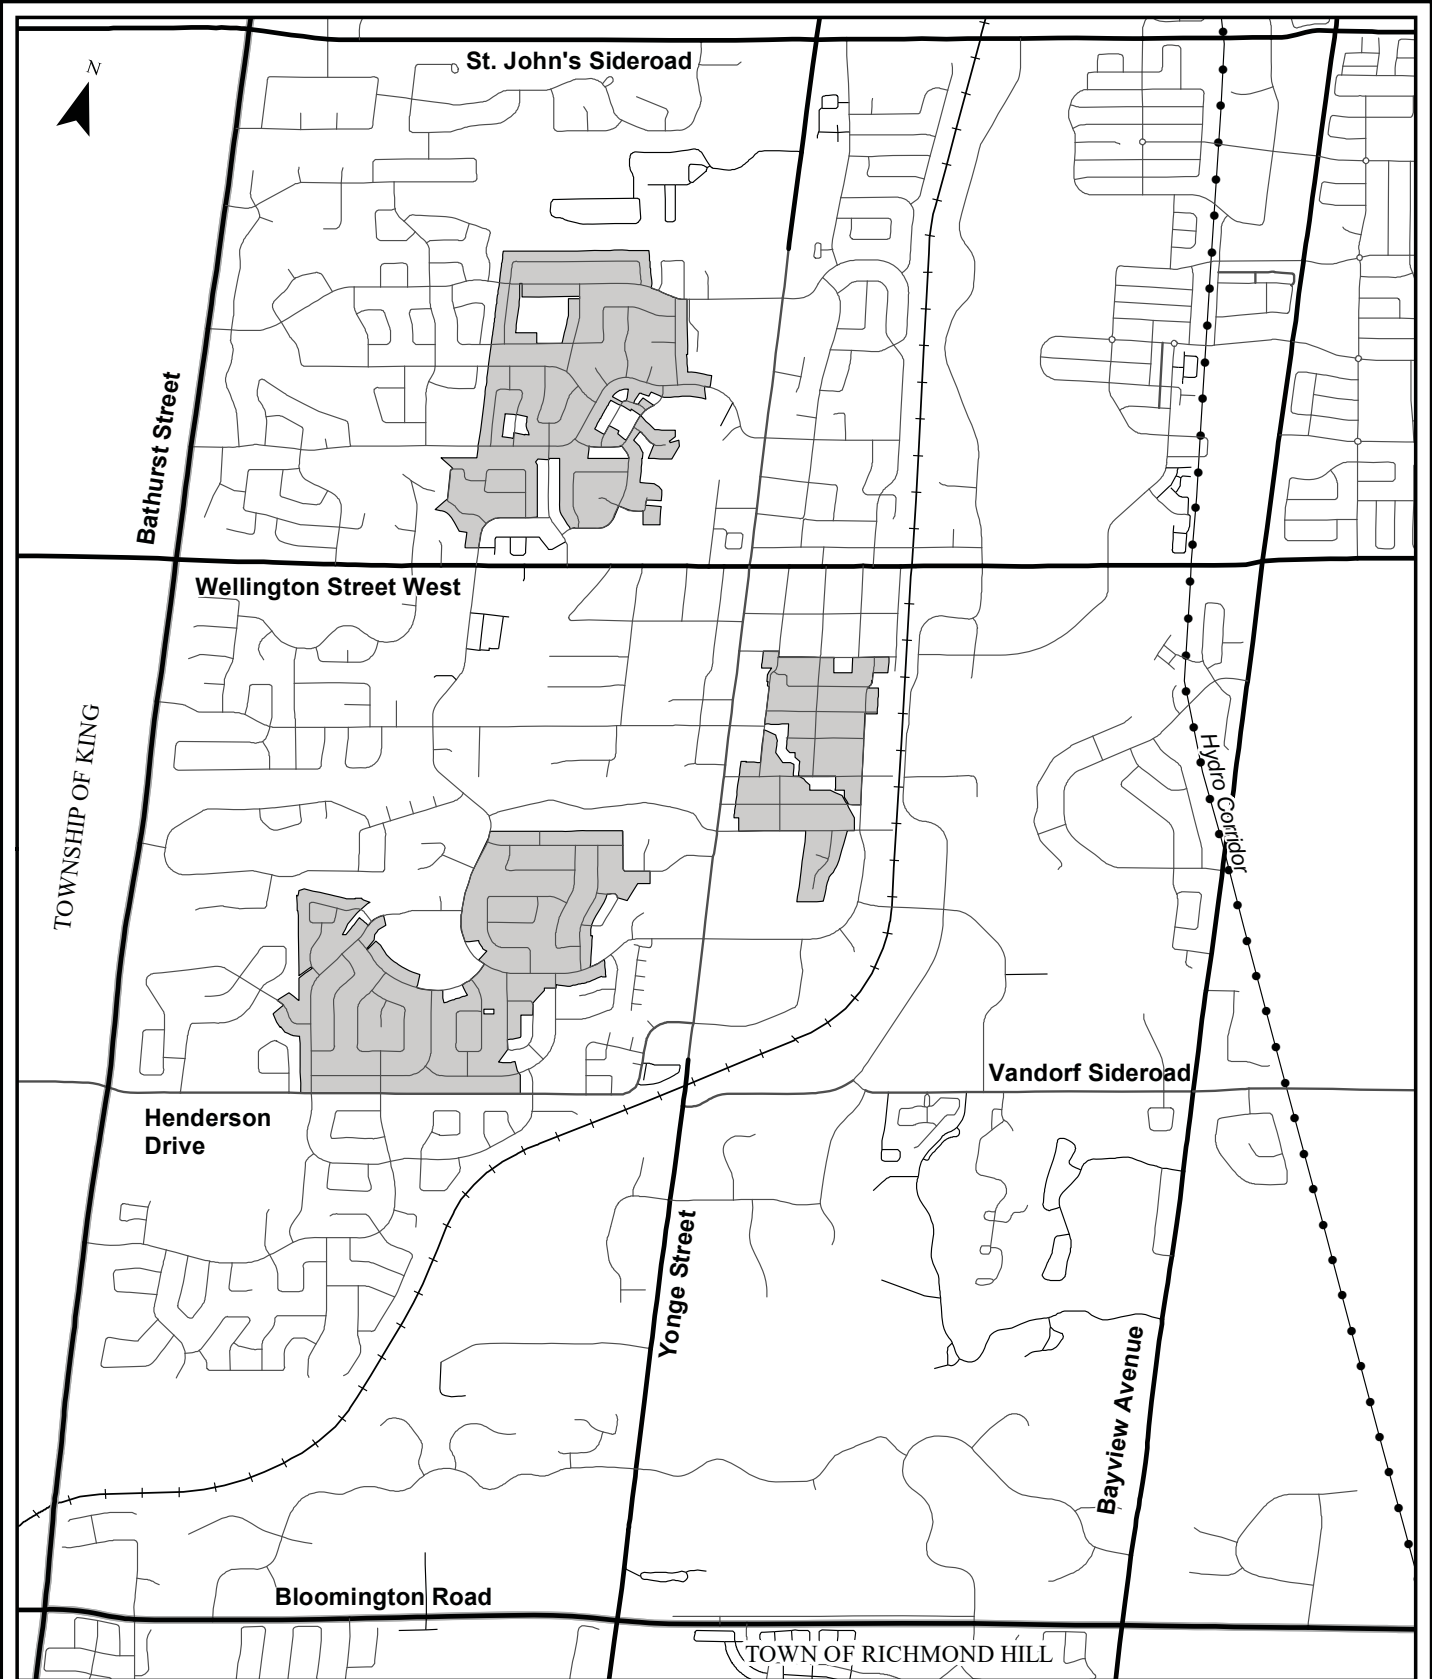 St. John's Sideroad
N
Bathurst Street
Wellington Street West
TOWNSHIP OF KING
Hydro Corridor
Vandorf Sideroad
Henderson
Drive
Yonge Street
Bayview Avenue
Bloomington Road
TOWN OF RICHMOND HILL